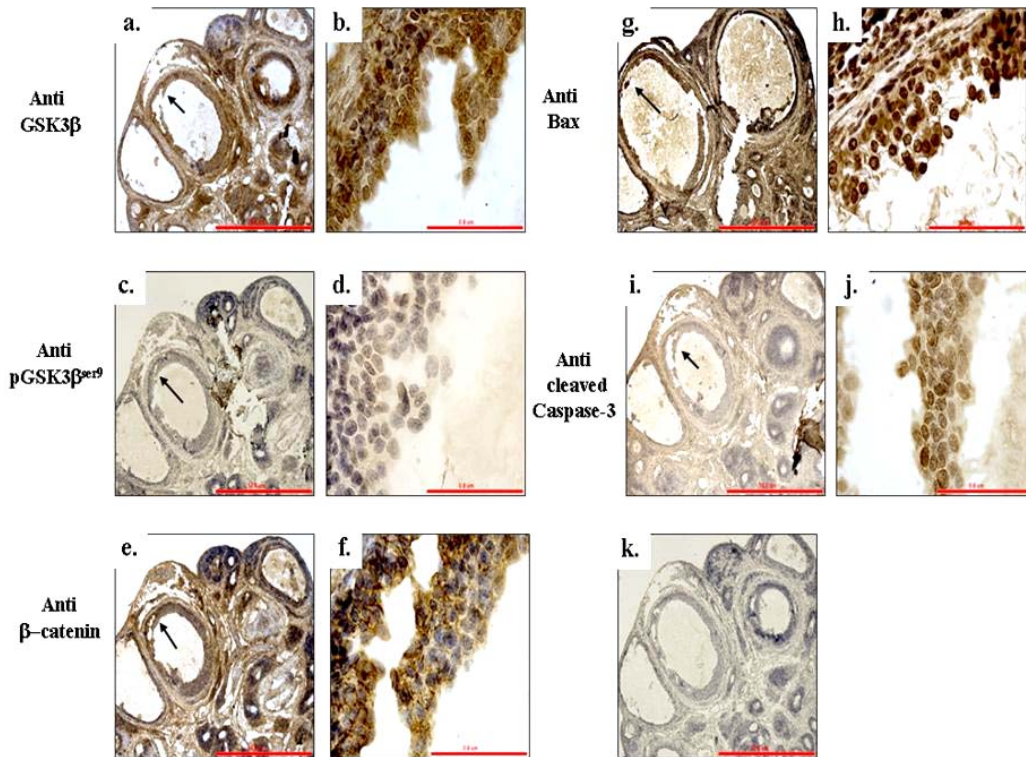 a.
b.
Anti
GSK3β
c.
d.
Anti
pGSK3βser9
e.
f.
Anti
β–catenin
g.
h.
Anti
Bax
i.
j.
Anti
cleaved
Caspase-3
k.